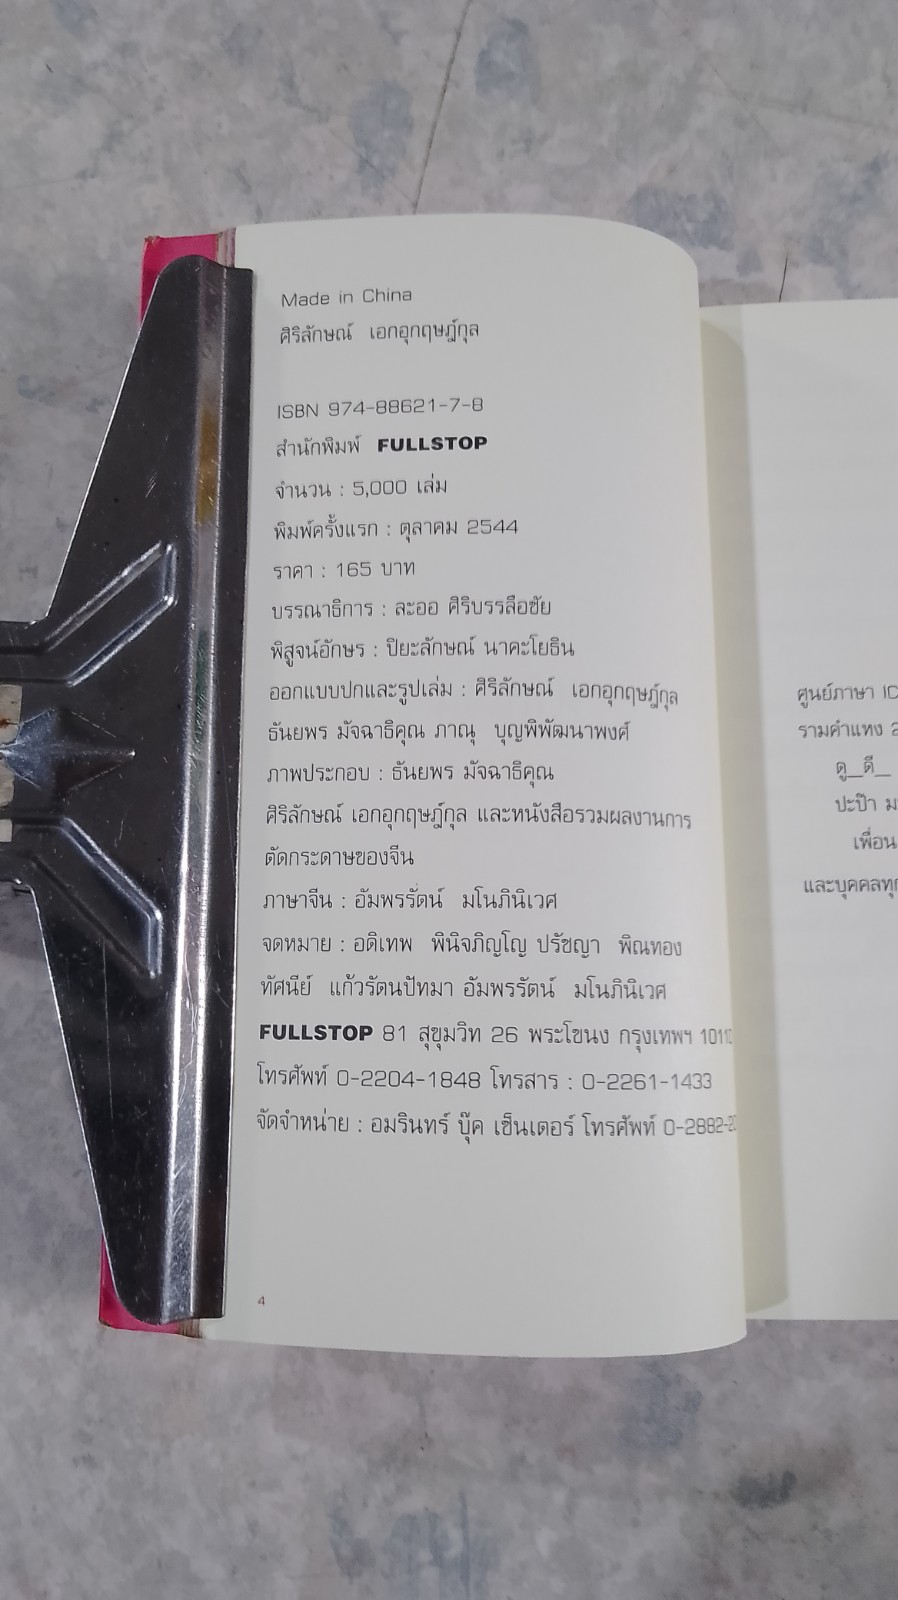 Made in China
ศิริลักษณ์ เอกอุกฤษฎ์กุล
ISBN 974-88621-7-8
สำนักพิมพ์ FULLSTOP
จำนวน : 5,000 เล่ม
พิมพ์ครั้งแรก : ตุลาคม 2544
ราคา : 165 บาท
บรรณาธิการ : ละออ ศิริบรรลือชัย
พิสูจน์อักษร : ปิยะลักษณ์ นาคะโยธิน
ออกแบบปกและรูปเล่ม : ศิริลักษณ์ เอกอุกฤษฎ์กุล
ธันยพร มัจฉาธิคุณ ภาณุ บุญพิพัฒนาพงศ์
ภาพประกอบ : ธันยพร มัจฉาธิคุณ
ศิริลักษณ์ เอกอุกฤษฎ์กุล และหนังสือรวมผลงานการ
ตัดกระดาษของจีน
ภาษาจีน : อัมพรรัตน์ มโนภินิเวศ
จดหมาย : อดิเทพ พินิจภิญโญ ปรัชญา พิณทอง
ทัศนีย์ แก้วรัตนปัทมา อัมพรรัตน์ มโนภินิเวศ
FULLSTOP 81 สุขุมวิท 26 พระโขนง กรุงเทพฯ 10110
โทรศัพท์ 0-2204-1848 โทรสาร : 0-2261-1433
จัดจำหน่าย : อมรินทร์ บุ๊ค เซ็นเตอร์ โทรศัพท์ 0-2882-20
4
ศูนย์ภาษา
รามคำแหง
ดู_ดี_
ปะป๊า
เพื่อน